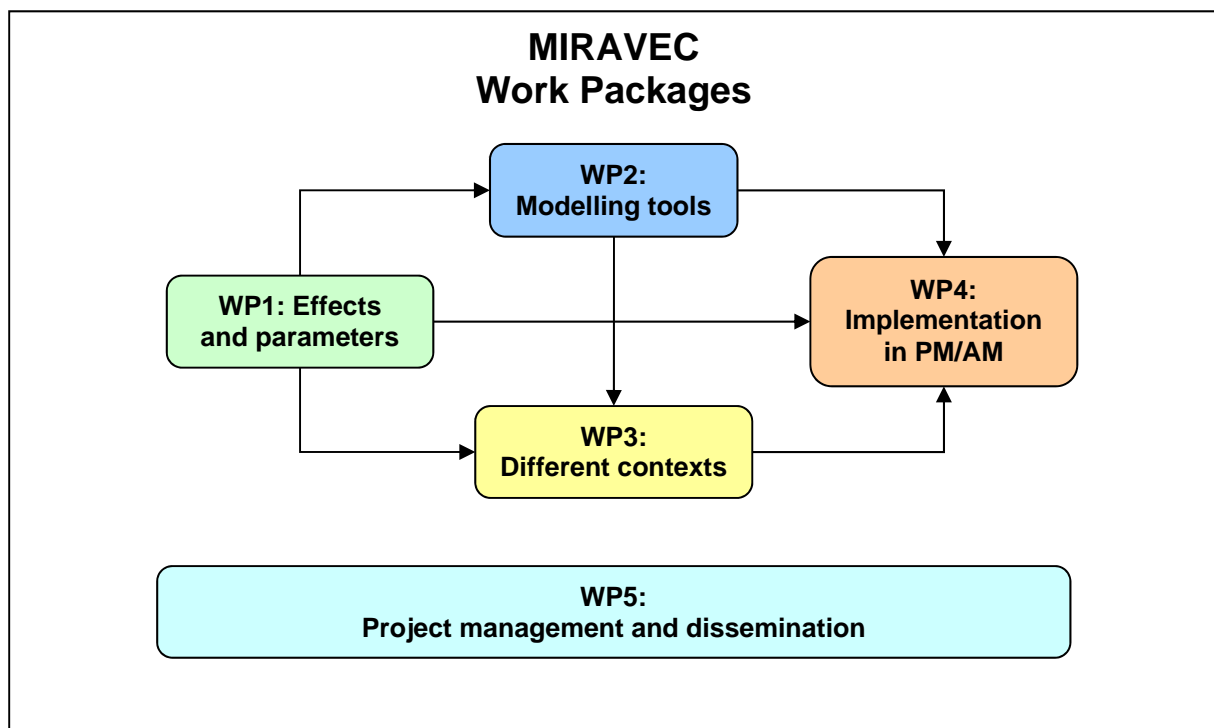 MIRAVEC
Work Packages
WP2:
Modelling tools
WP1: Effects
and parameters
WP4:
Implementation
in PM/AM
WP3:
Different contexts
WP5:
Project management and dissemination